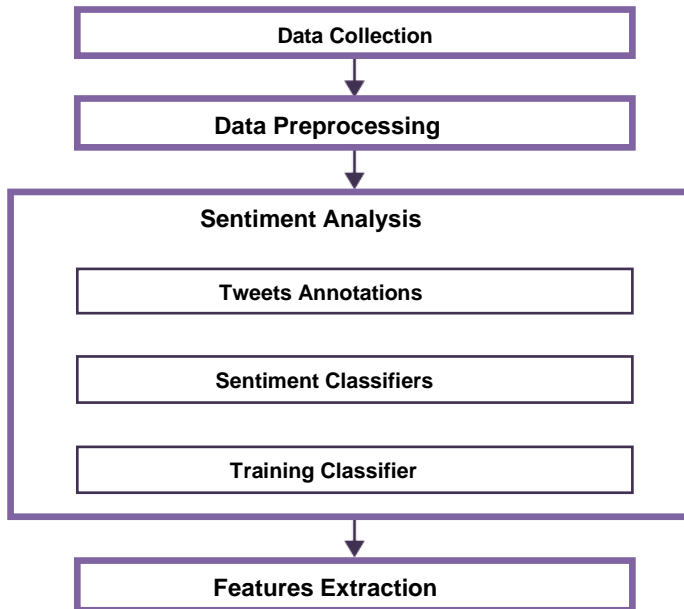 Data Collection
Data Preprocessing
Sentiment Analysis
Tweets Annotations
Sentiment Classifiers
Training Classifier
Features Extraction